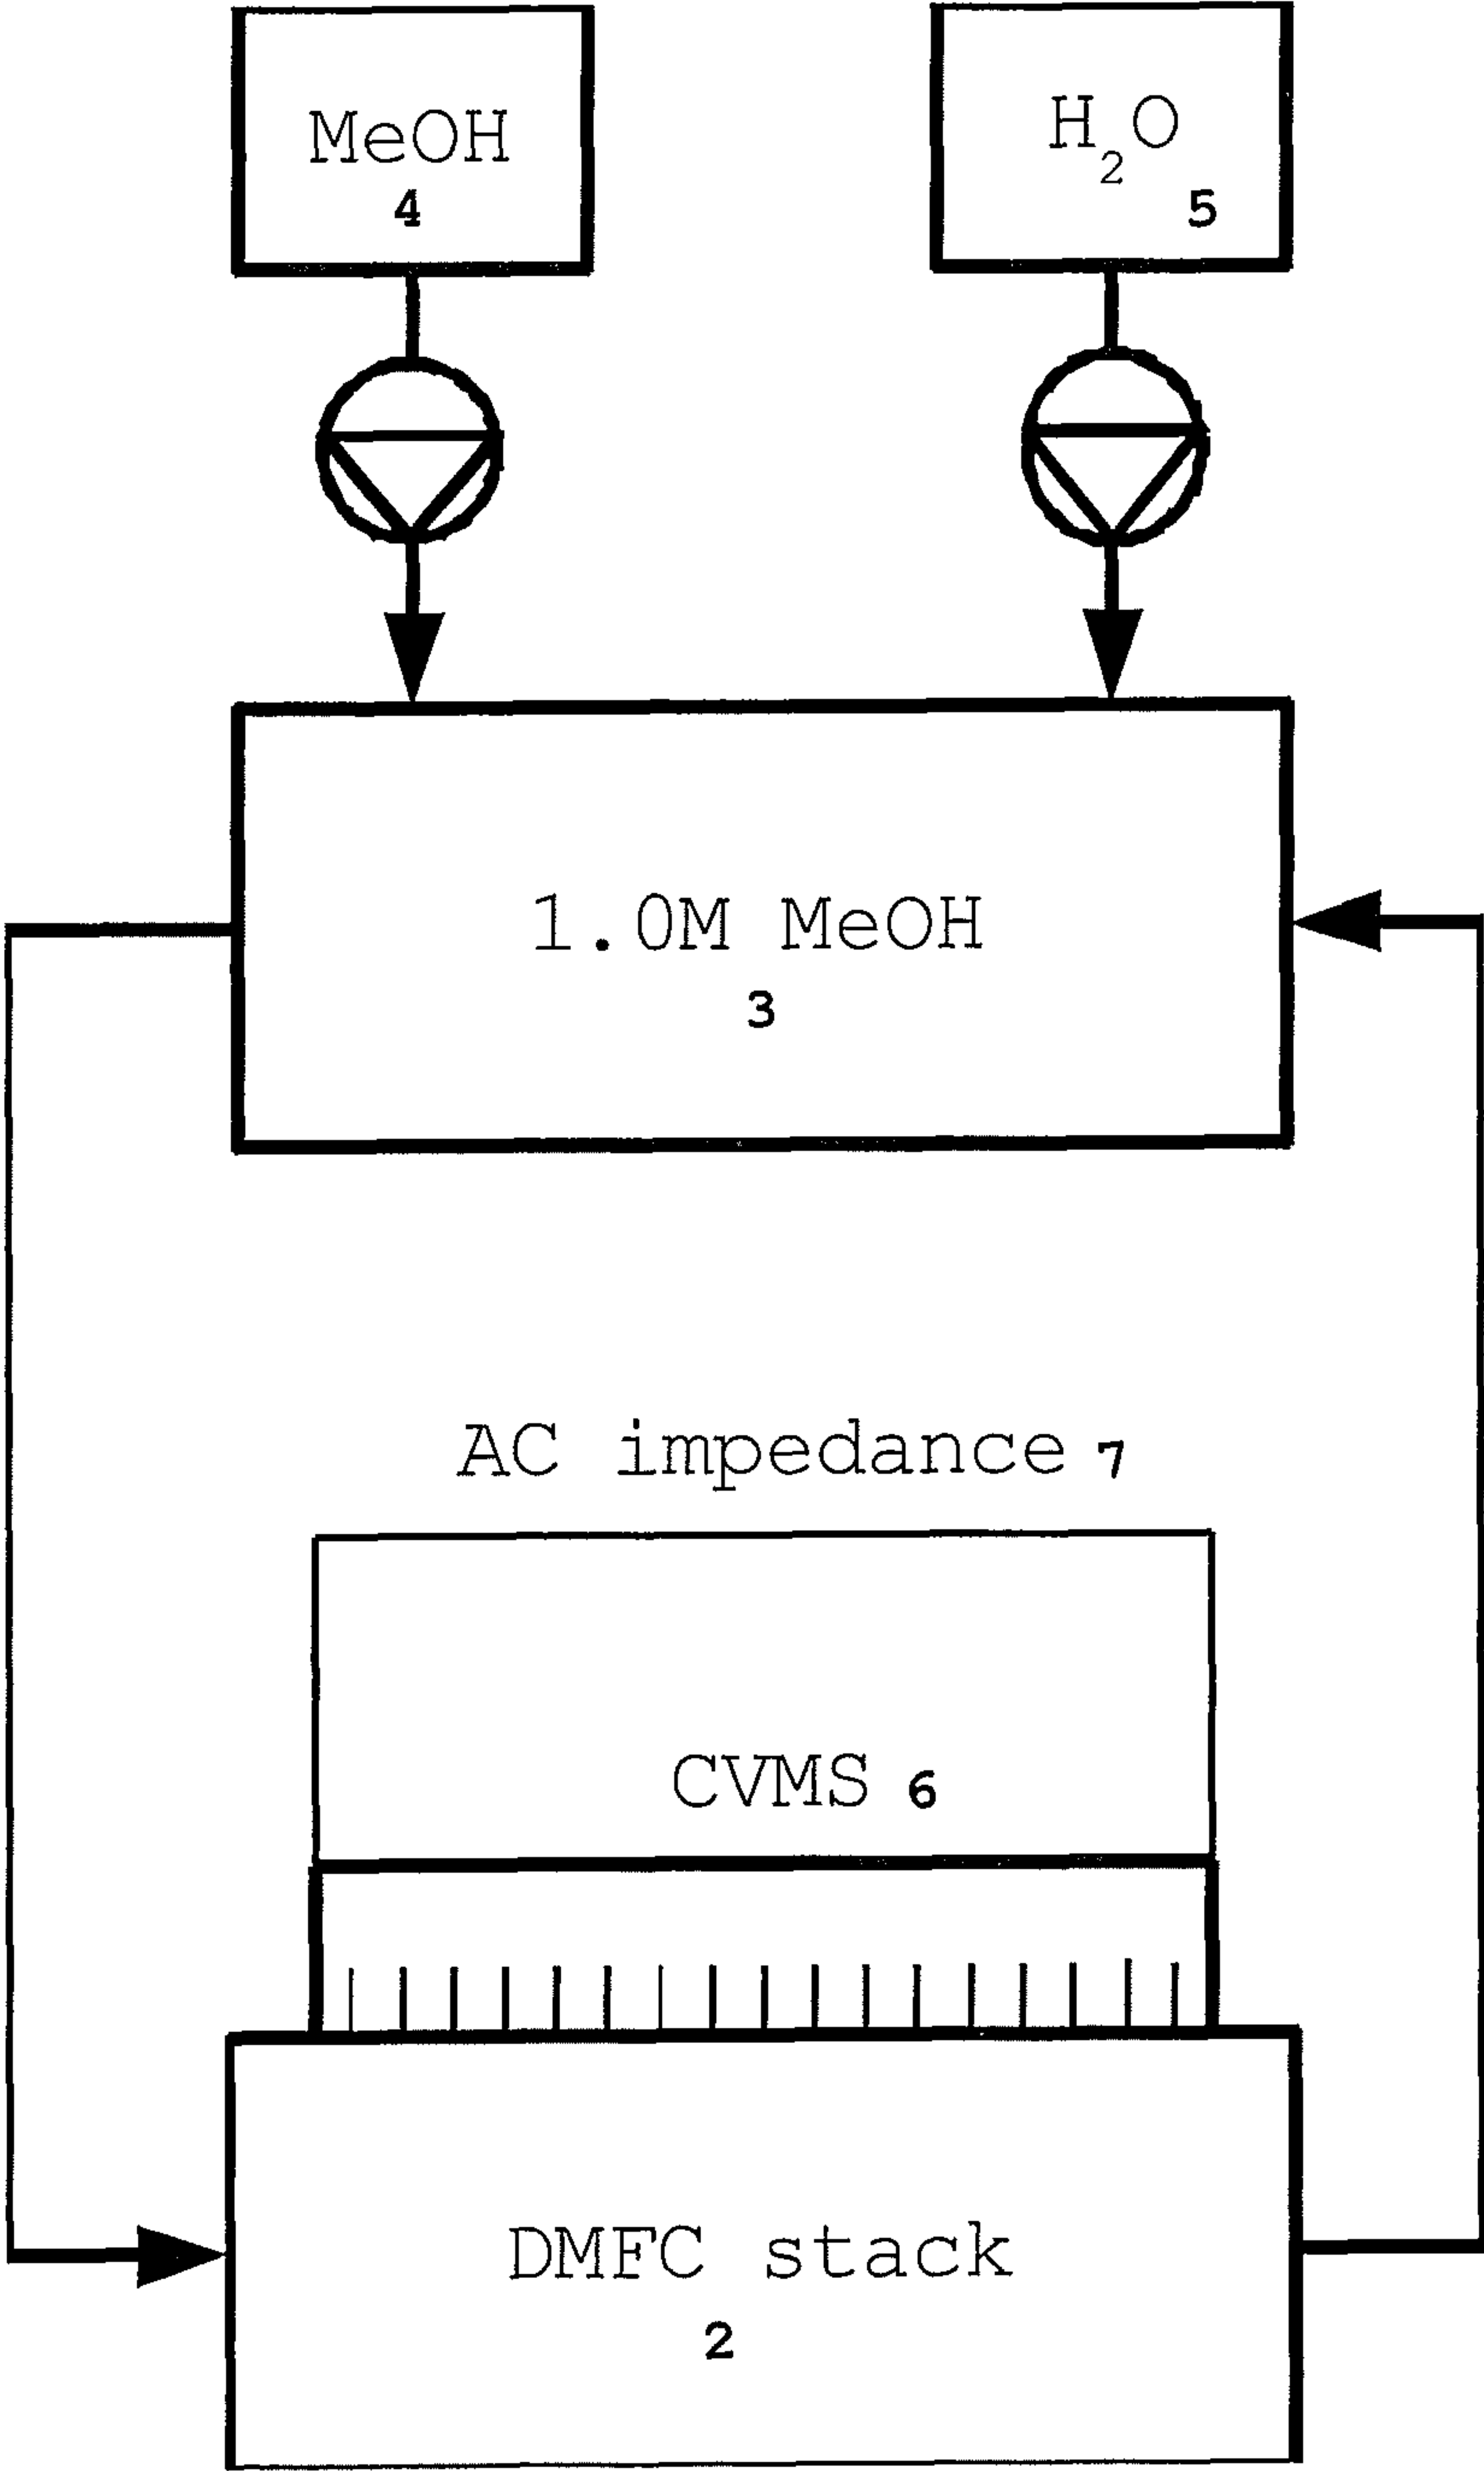 MeOH
4
H₂O
5
1.0M MeOH
3
AC impedance 7
CVMS 6
DMFC stack
2